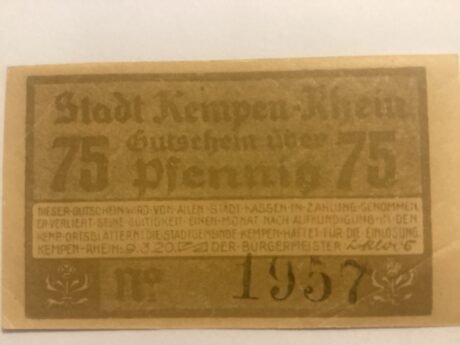 Stadt Kempen-Rhein
Gutschein über
75 Pfennig 75
DIESER GUTSCHEIN WIRD VON ALLEN STADT KASSEN IN ZAHLUNG GENOMMEN
ER VERLIERT SEINE GÜLTIGKEIT EINEN MONAT NACH AUFKÜNDIGUNG IN DEN
KEMP. ORTSBLÄTTERN DIE STADTGEMEINDE KEMPEN HAFTET FÜR DIE EINLÖSUNG
KEMPEN-RHEIN: 9.3.20. DER BÜRGERMEISTER
No. 1957